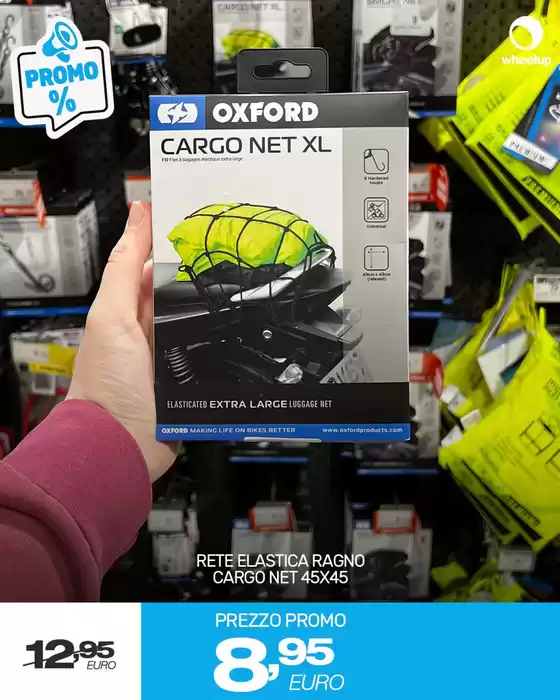 PROMO
%
wheelup
OXFORD
CARGO NET XL
FR Filet à bagages élastique extra large
6 Hardened
hooks
Universal
(relaxed)
ELASTICATED EXTRA LARGE LUGGAGE NET
OXFORD MAKING LIFE ON BIKES BETTER
www.oxfordproducts.com
PREMIUM
RETE ELASTICA RAGNO
CARGO NET 45X45
PREZZO PROMO
12,95
EURO
8,95
EURO